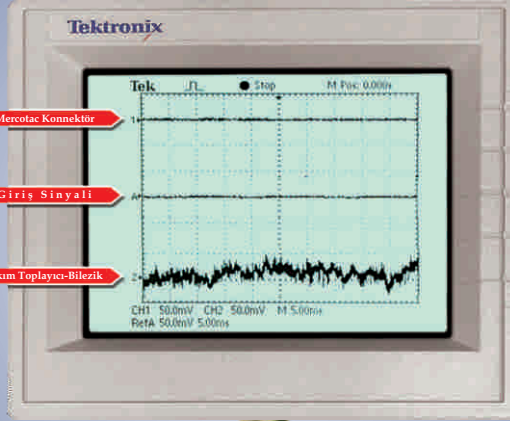 Tektronix
Tek Stop M Pos: 0.000s
Mercotac Konnektör
1
Giriş Sinyali
A
kım Toplayıcı-Bilezik
2
CH1 50.0mV CH2 50.0mV M 5.00ms
RefA 50.0mV 5.00ms